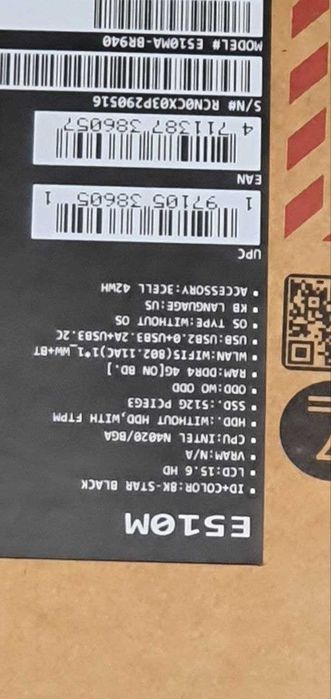 E510M
▪ ID+COLOR:BK-STAR BLACK
▪ LCD:15.6 HD
▪ VRAM:N/A
▪ CPU:INTEL N4020/BGA
▪ HDD.:WITHOUT HDD,WITH FTPM
▪ SSD.:512G PCIEG3
▪ ODD:NO ODD
▪ RAM:DDR4 4G[ON BD.]
▪ WLAN:WIFI5(802.11AC)1*1_WW+BT
▪ USB:USB2.0+USB3.2A+USB3.2C
▪ OS TYPE:WITHOUT OS
▪ KB LANGUAGE:US
▪ ACCESSORY:3CELL 42WH
UPC
1 97105 38605 1
EAN
4 711387 386057
S/N# RCN0CX03P290516
MODEL# E510MA-BR940